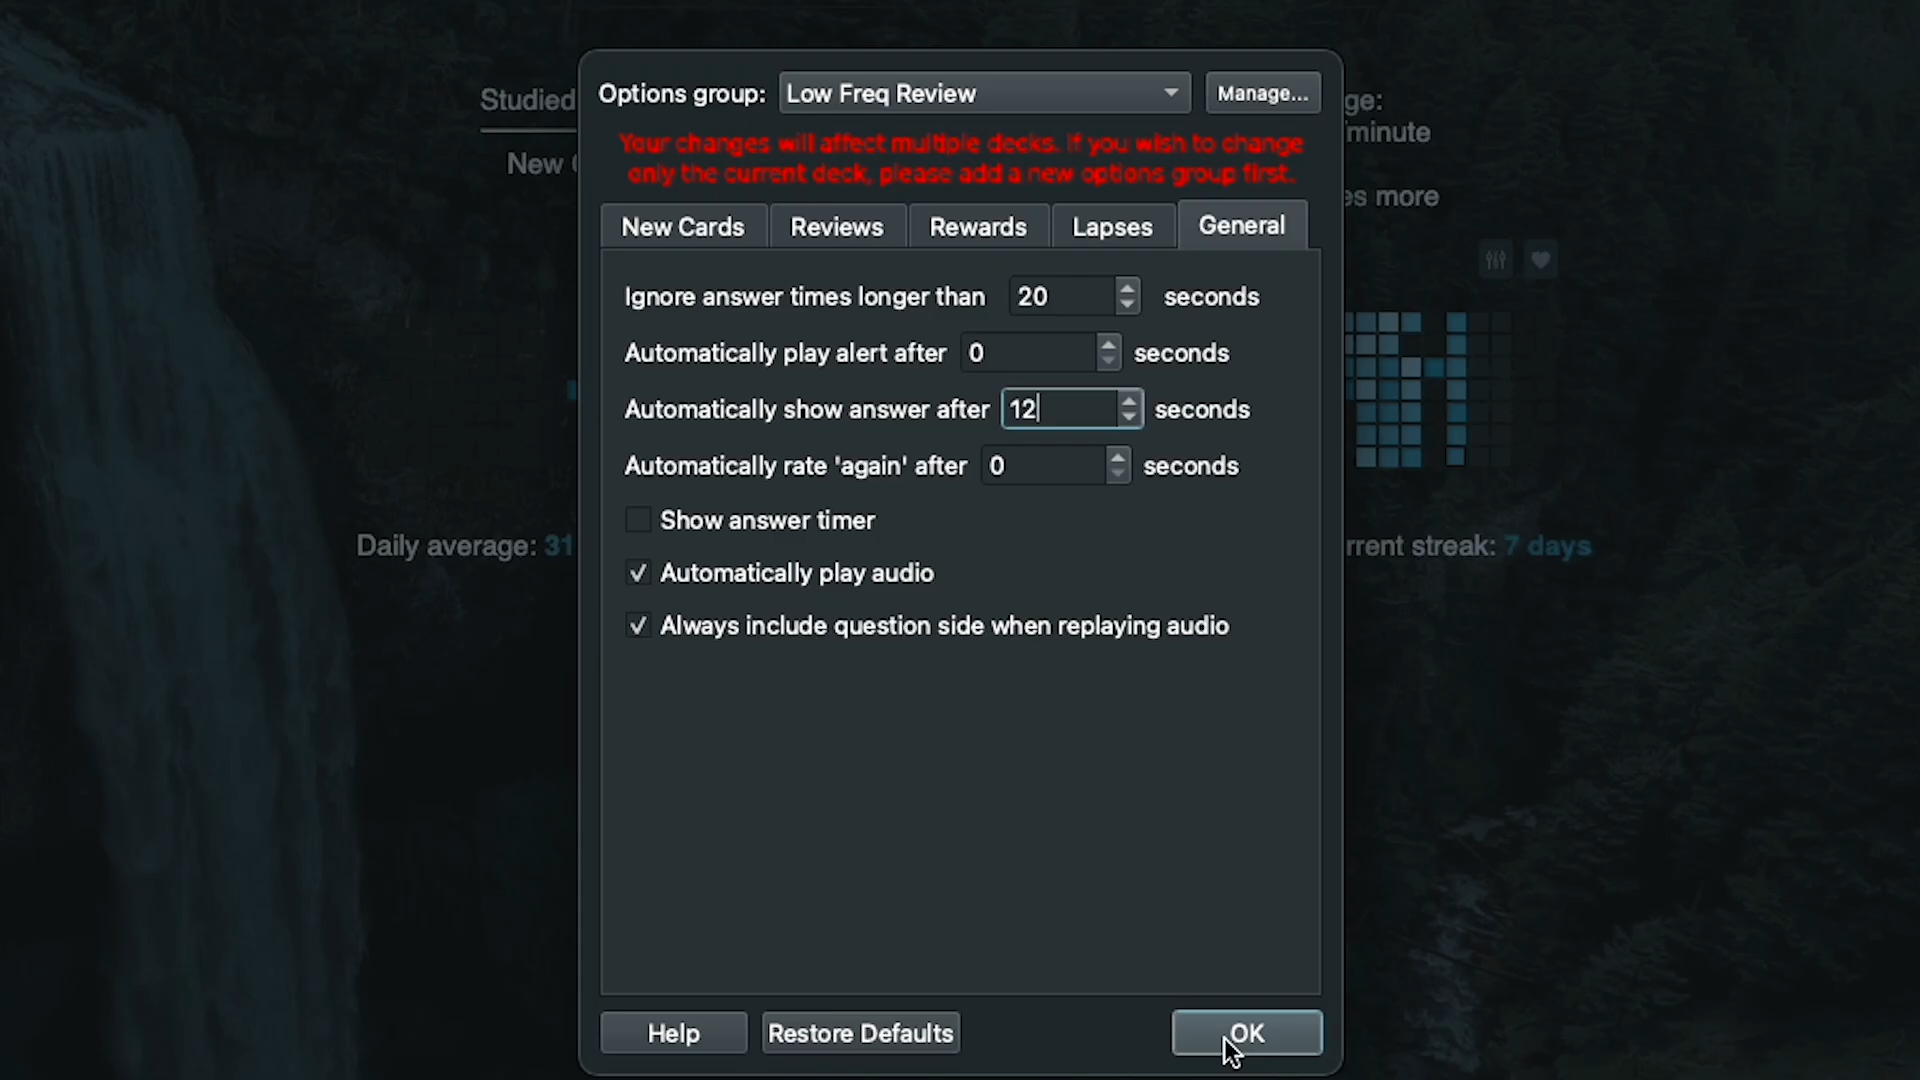 Options group: Low Freq Review Manage...
Your changes will affect multiple decks. If you wish to change
only the current deck, please add a new options group first.
New Cards Reviews Rewards Lapses General
Ignore answer times longer than 20 seconds
Automatically play alert after 0 seconds
Automatically show answer after 12 seconds
Automatically rate 'again' after 0 seconds
Show answer timer
Automatically play audio
Always include question side when replaying audio
Help Restore Defaults OK
Studied
New
ge:
minute
es more
Daily average: 31
rrent streak: 7 days